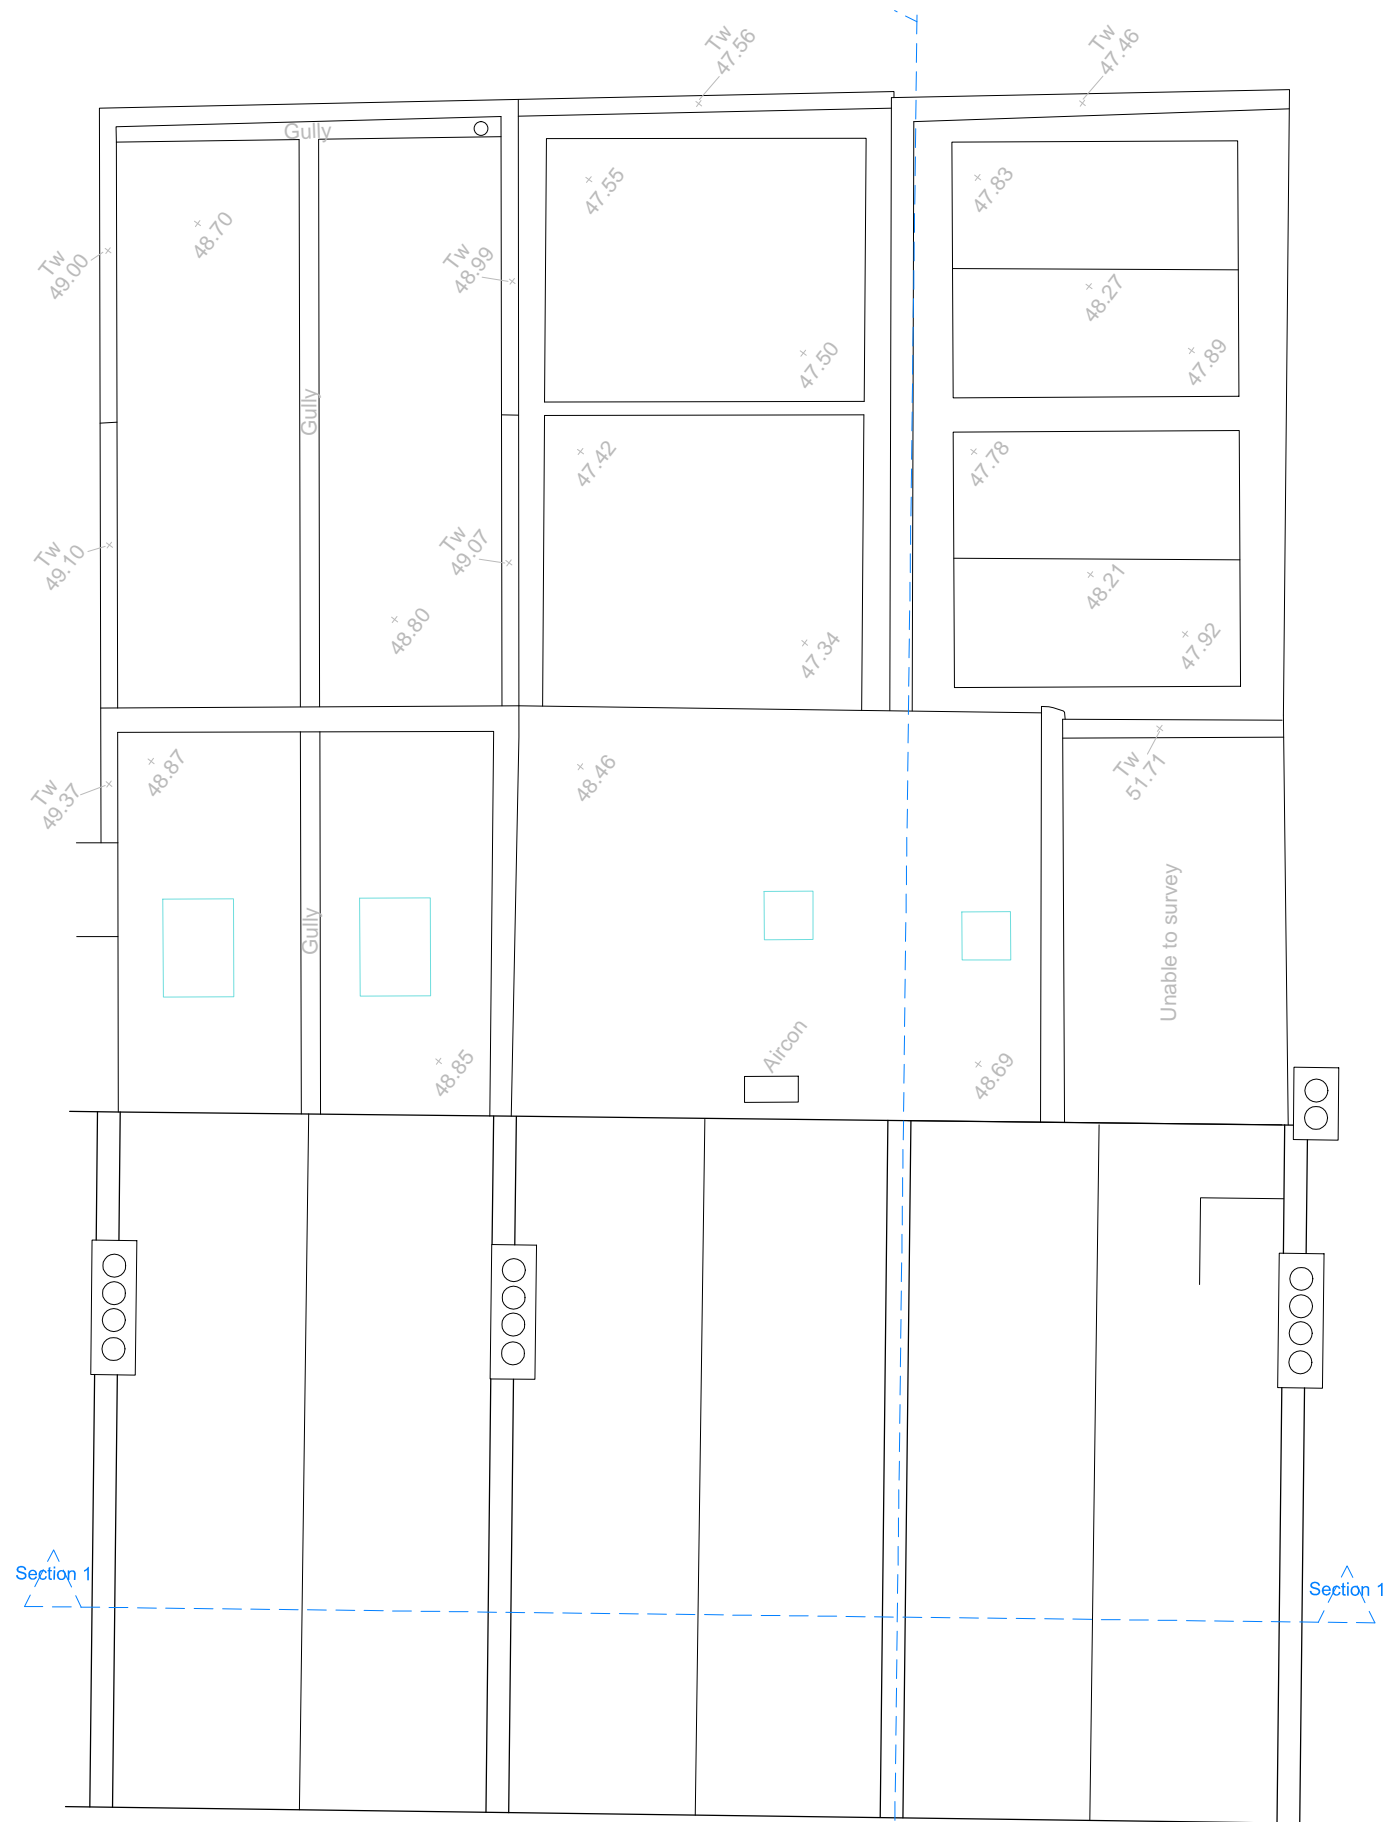 Tw
47.56
Tw
47.46
Gully
47.55
47.83
48.70
Tw
49.00
Tw
48.99
48.27
47.50
47.89
Gully
47.42
47.78
Tw
49.10
Tw
49.07
48.21
48.80
47.34
47.92
48.87
48.46
Tw
51.71
Tw
49.37
Gully
Unable to survey
Aircon
48.85
48.69
Section 1
Section 1